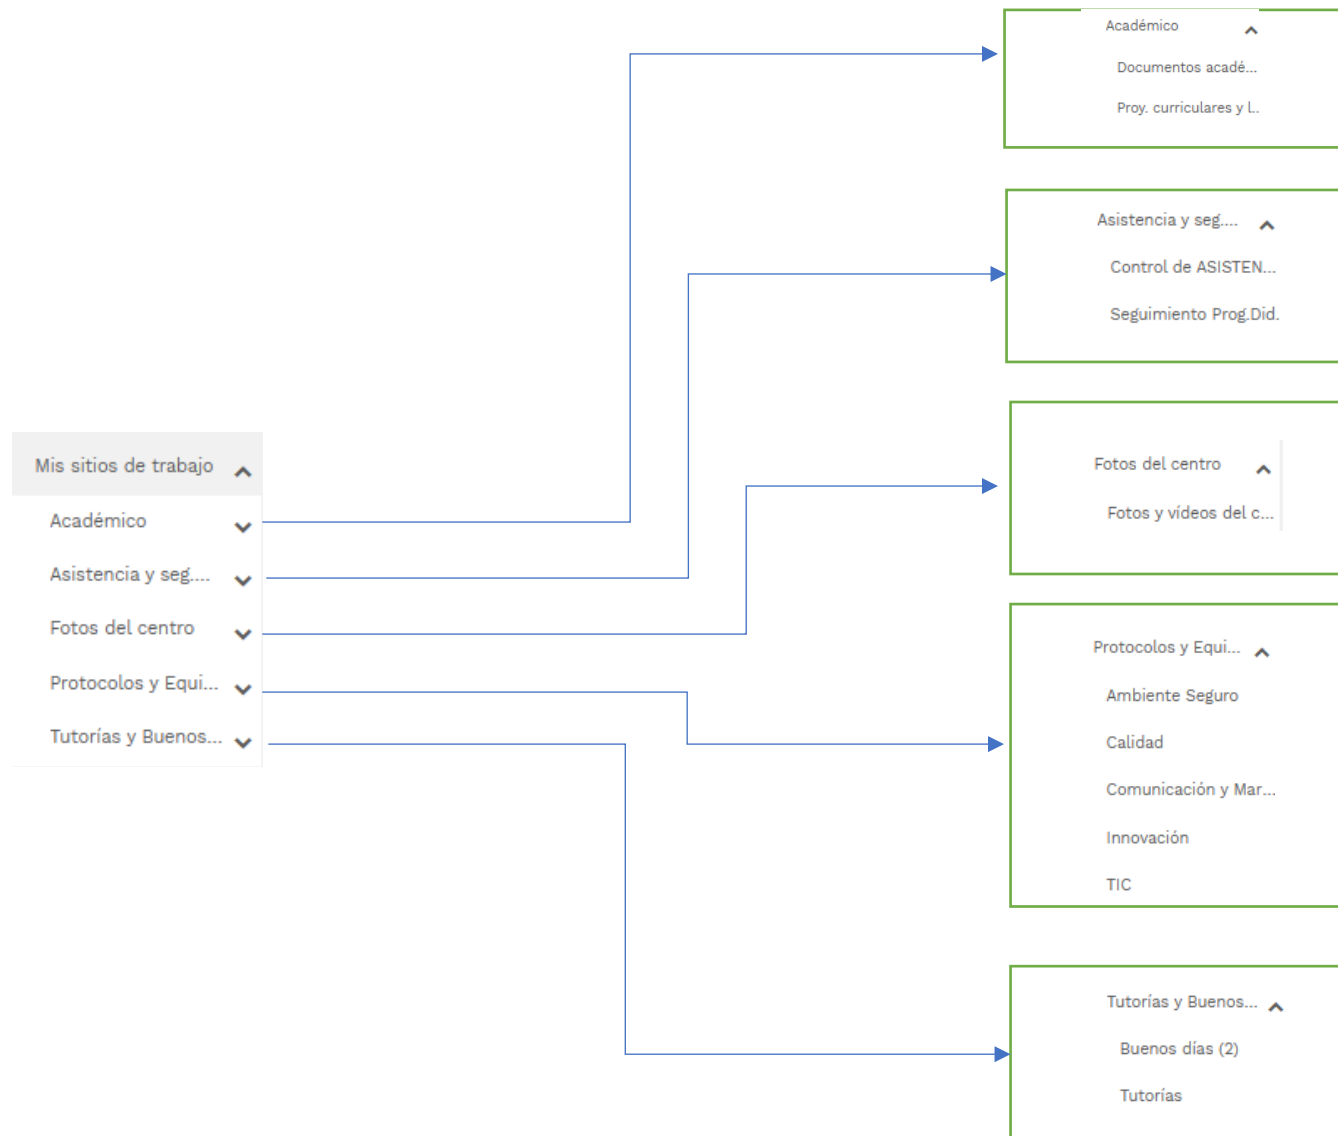 Mis sitios de trabajo
Académico
Asistencia y seg....
Fotos del centro
Protocolos y Equi...
Tutorías y Buenos...
Académico
Documentos acadé...
Proy. curriculares y l..
Asistencia y seg....
Control de ASISTEN...
Seguimiento Prog.Did.
Fotos del centro
Fotos y vídeos del c...
Protocolos y Equi...
Ambiente Seguro
Calidad
Comunicación y Mar...
Innovación
TIC
Tutorías y Buenos...
Buenos días (2)
Tutorías